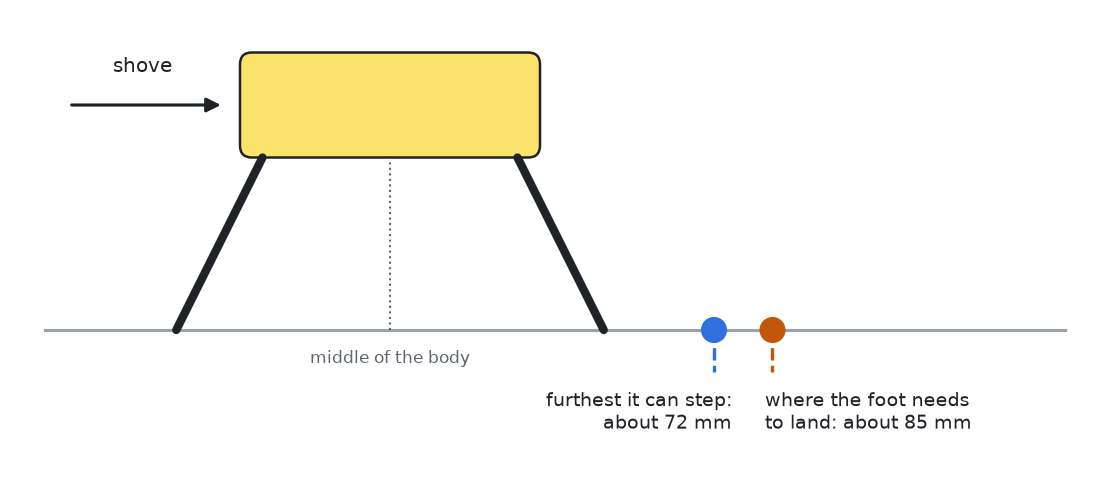 shove
middle of the body
furthest it can step:
about 72 mm
where the foot needs
to land: about 85 mm